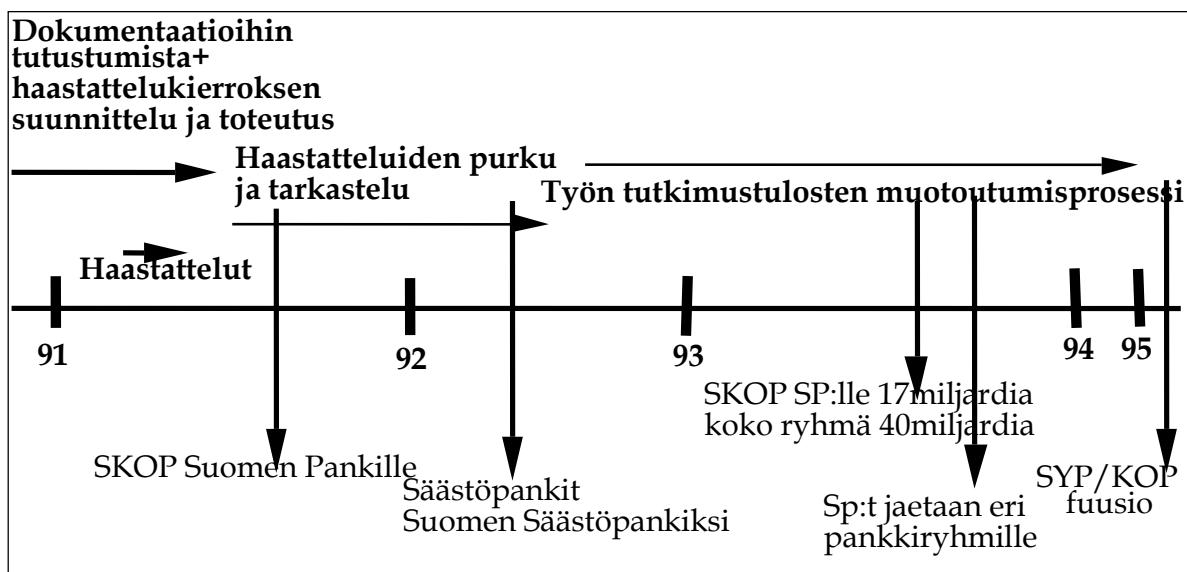 Dokumentaatioihin
tutustumista+
haastattelukierroksen
suunnittelu ja toteutus
Haastatteluiden purku
ja tarkastelu
Työn tutkimustulosten muotoutumisprosessi
Haastattelut
91
92
93
94
95
SKOP SP:lle 17miljardia
koko ryhmä 40miljardia
SKOP Suomen Pankille
Säästöpankit
Suomen Säästöpankiksi
Sp:t jaetaan eri
pankkiryhmille
SYP/KOP
fuusio